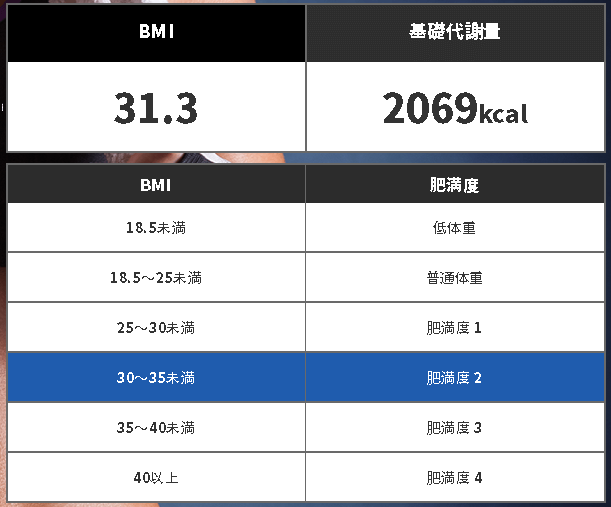 BMI 基礎代謝量
31.3 2069kcal
BMI 肥満度
18.5未満 低体重
18.5～25未満 普通体重
25～30未満 肥満度 1
30～35未満 肥満度 2
35～40未満 肥満度 3
40以上 肥満度 4